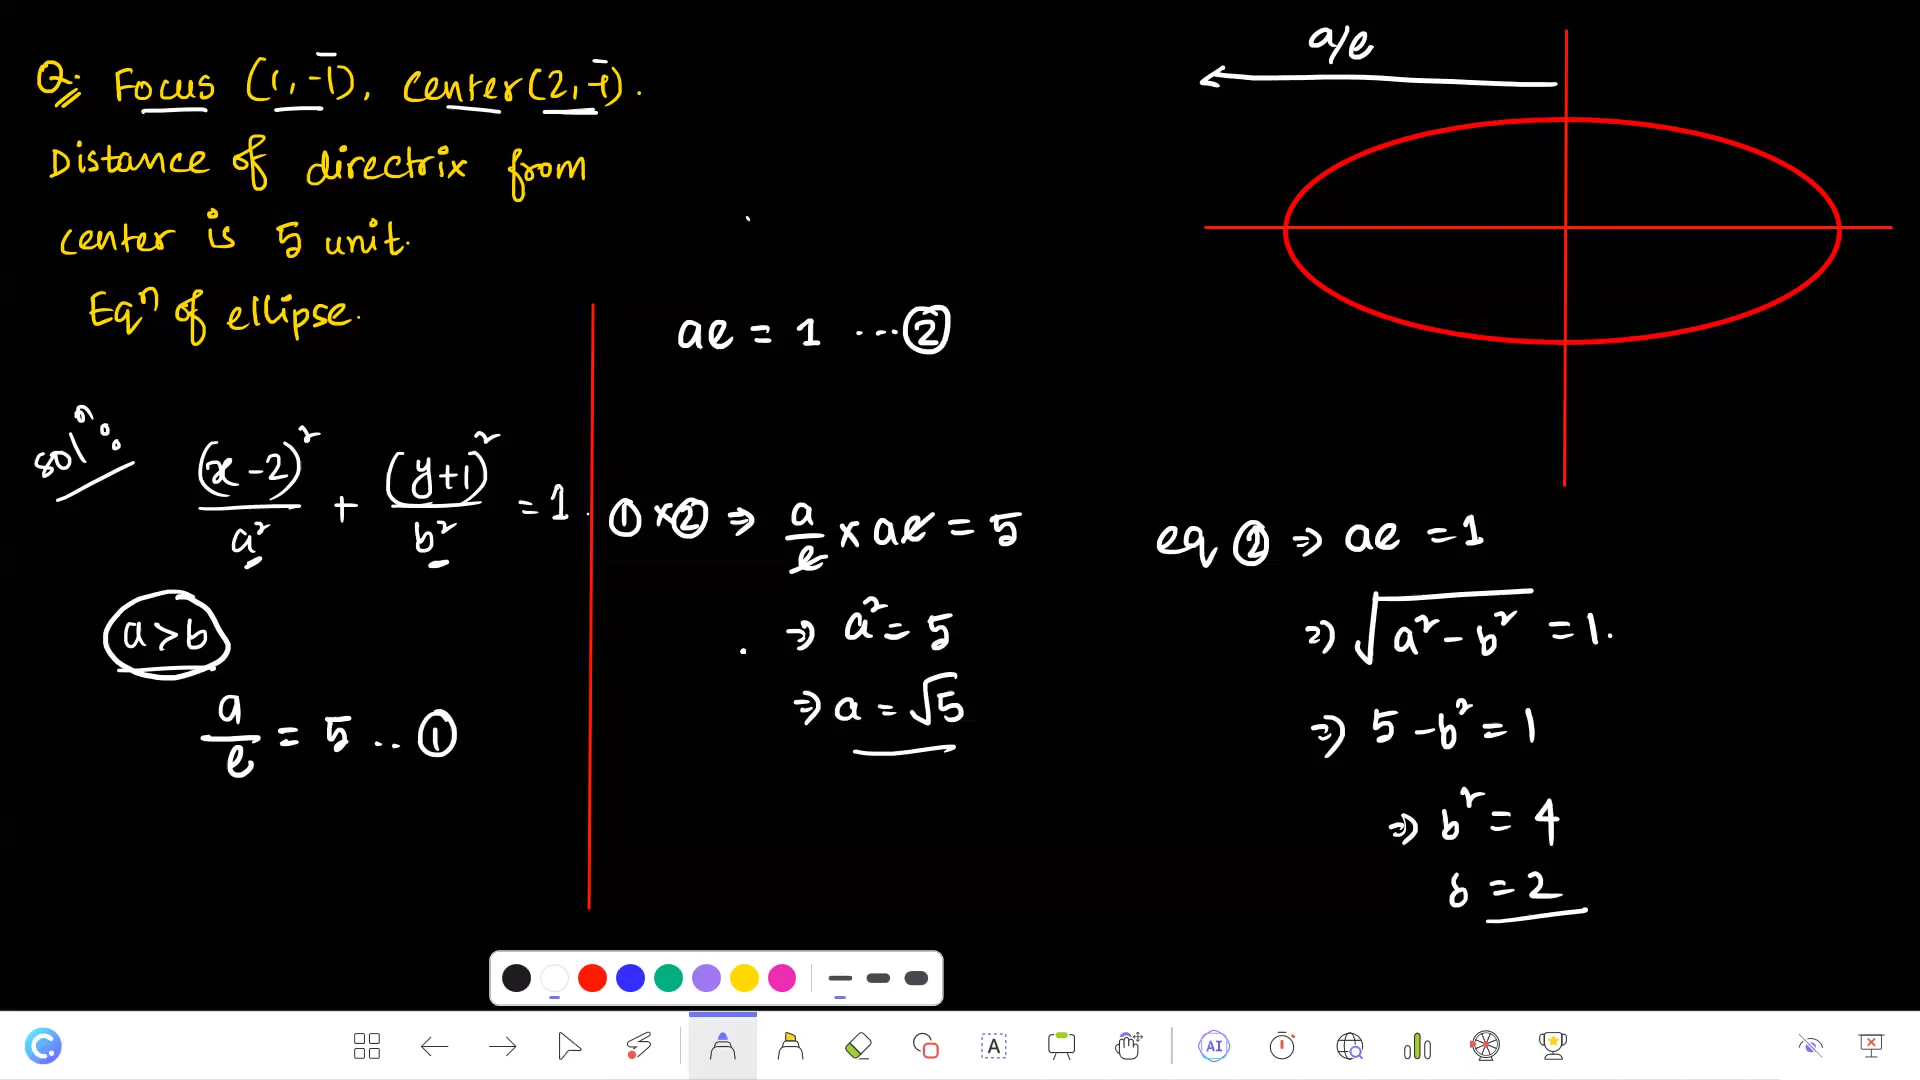 Q: Focus (1,-1), Center(2,-1).
Distance of directrix from
center is 5 unit.
Eqⁿ of ellipse.
solⁿ:
(x-2)²/a² + (y+1)²/b² = 1.
a>b
a/e = 5 .. ①
ae = 1 ...②
①×② ⇒ a/e × ae = 5
⇒ a² = 5
⇒ a = √5
a/e
eq ② ⇒ ae = 1
⇒ √(a² - b²) = 1.
⇒ 5 - b² = 1
⇒ b² = 4
b = 2
A
AI